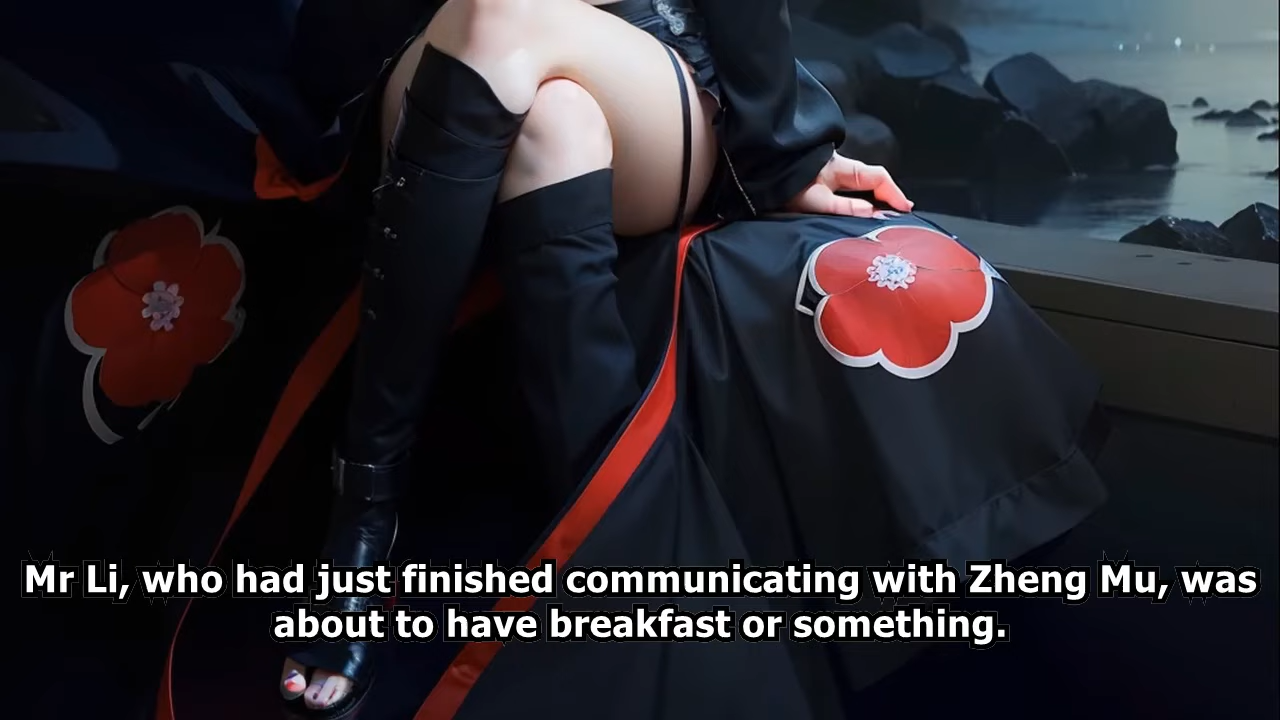 Mr Li, who had just finished communicating with Zheng Mu, was
about to have breakfast or something.